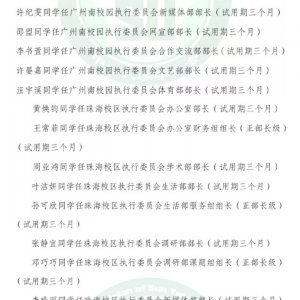 许纪雯同学任广州南校园执行委员会新媒体部部长（试用期三个月）
邵盟同学任广州南校园执行委员会网宣部部长（试用期三个月）
李书萱同学任广州南校园执行委员会合作交流部部长（试用期三个月）
许晏嘉同学任广州南校园执行委员会文艺部部长（试用期三个月）
汪宇溪同学任广州南校园执行委员会体育部部长（试用期三个月）
黄焕钧同学任珠海校区执行委员会办公室部长（试用期三个月）
王常菲同学任珠海校区执行委员会办公室财务组组长（正部长级）
（试用期三个月）
周亚鸿同学任珠海校区执行委员会学术部部长（试用期三个月）
叶洁妍同学任珠海校区执行委员会生活部部长（试用期三个月）
孙可欣同学任珠海校区执行委员会生活部服务组组长（正部长级）
（试用期三个月）
张静宜同学任珠海校区执行委员会调研部部长（试用期三个月）
邓巧巧同学任珠海校区执行委员会调研部课题组组长（正部长级）
（试用期三个月）